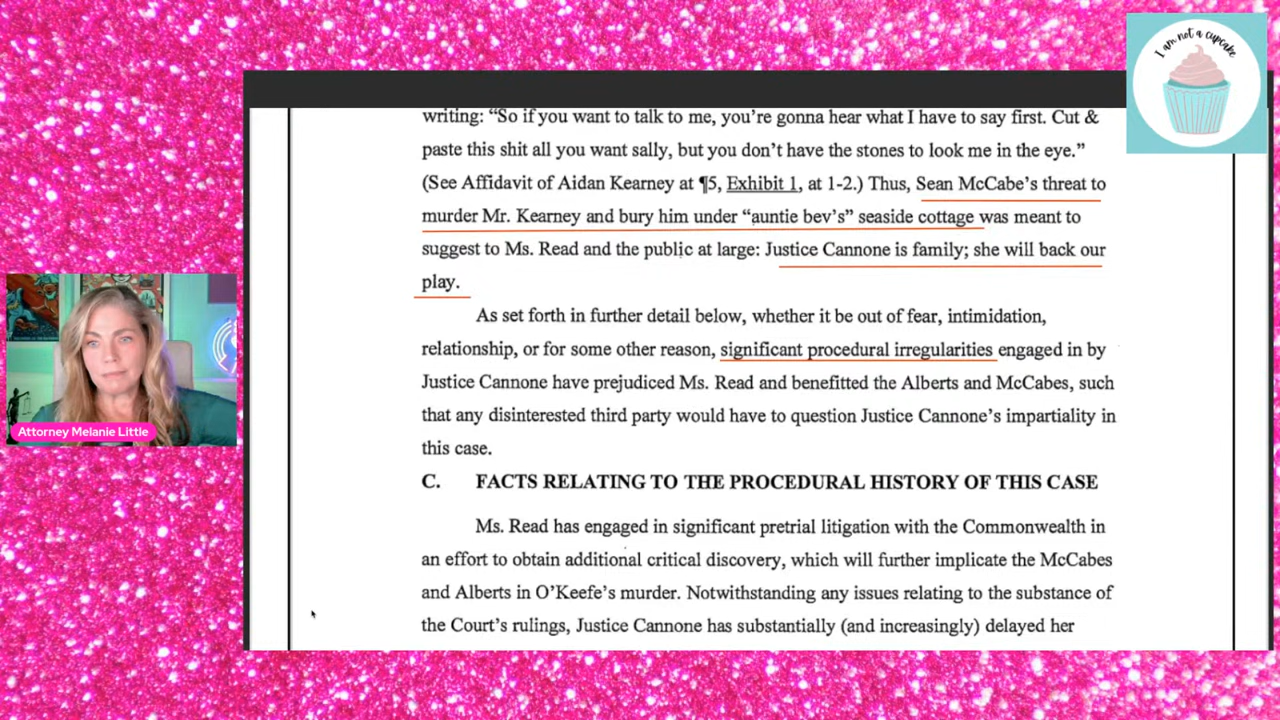 I am not a cupcake
writing: “So if you want to talk to me, you’re gonna hear what I have to say first. Cut &
paste this shit all you want sally, but you don’t have the stones to look me in the eye.”
(See Affidavit of Aidan Kearney at ¶5, Exhibit 1, at 1-2.) Thus, Sean McCabe’s threat to
murder Mr. Kearney and bury him under “auntie bev’s” seaside cottage was meant to
suggest to Ms. Read and the public at large: Justice Cannone is family; she will back our
play.
As set forth in further detail below, whether it be out of fear, intimidation,
relationship, or for some other reason, significant procedural irregularities engaged in by
Justice Cannone have prejudiced Ms. Read and benefitted the Alberts and McCabes, such
that any disinterested third party would have to question Justice Cannone’s impartiality in
this case.
C. FACTS RELATING TO THE PROCEDURAL HISTORY OF THIS CASE
Ms. Read has engaged in significant pretrial litigation with the Commonwealth in
an effort to obtain additional critical discovery, which will further implicate the McCabes
and Alberts in O’Keefe’s murder. Notwithstanding any issues relating to the substance of
the Court’s rulings, Justice Cannone has substantially (and increasingly) delayed her
Attorney Melanie Little